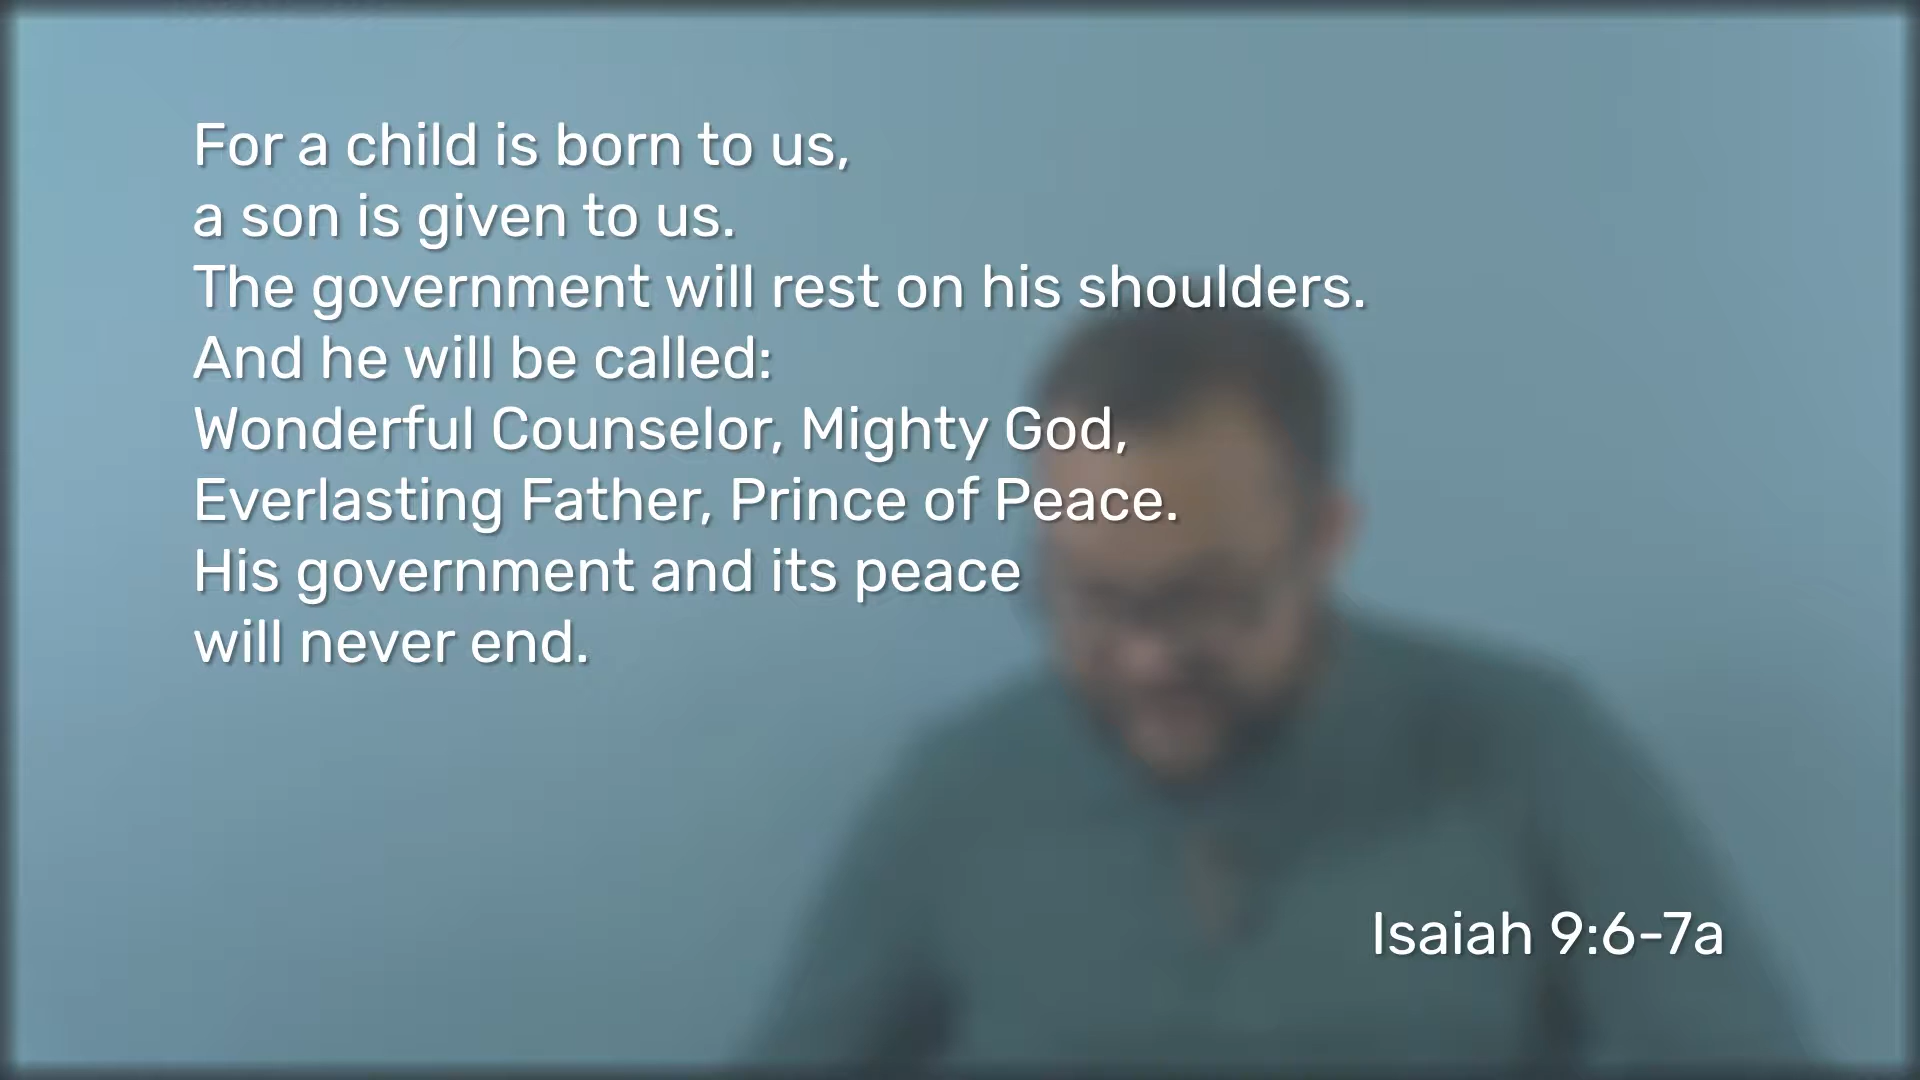 For a child is born to us,
a son is given to us.
The government will rest on his shoulders.
And he will be called:
Wonderful Counselor, Mighty God,
Everlasting Father, Prince of Peace.
His government and its peace
will never end.
Isaiah 9:6-7a